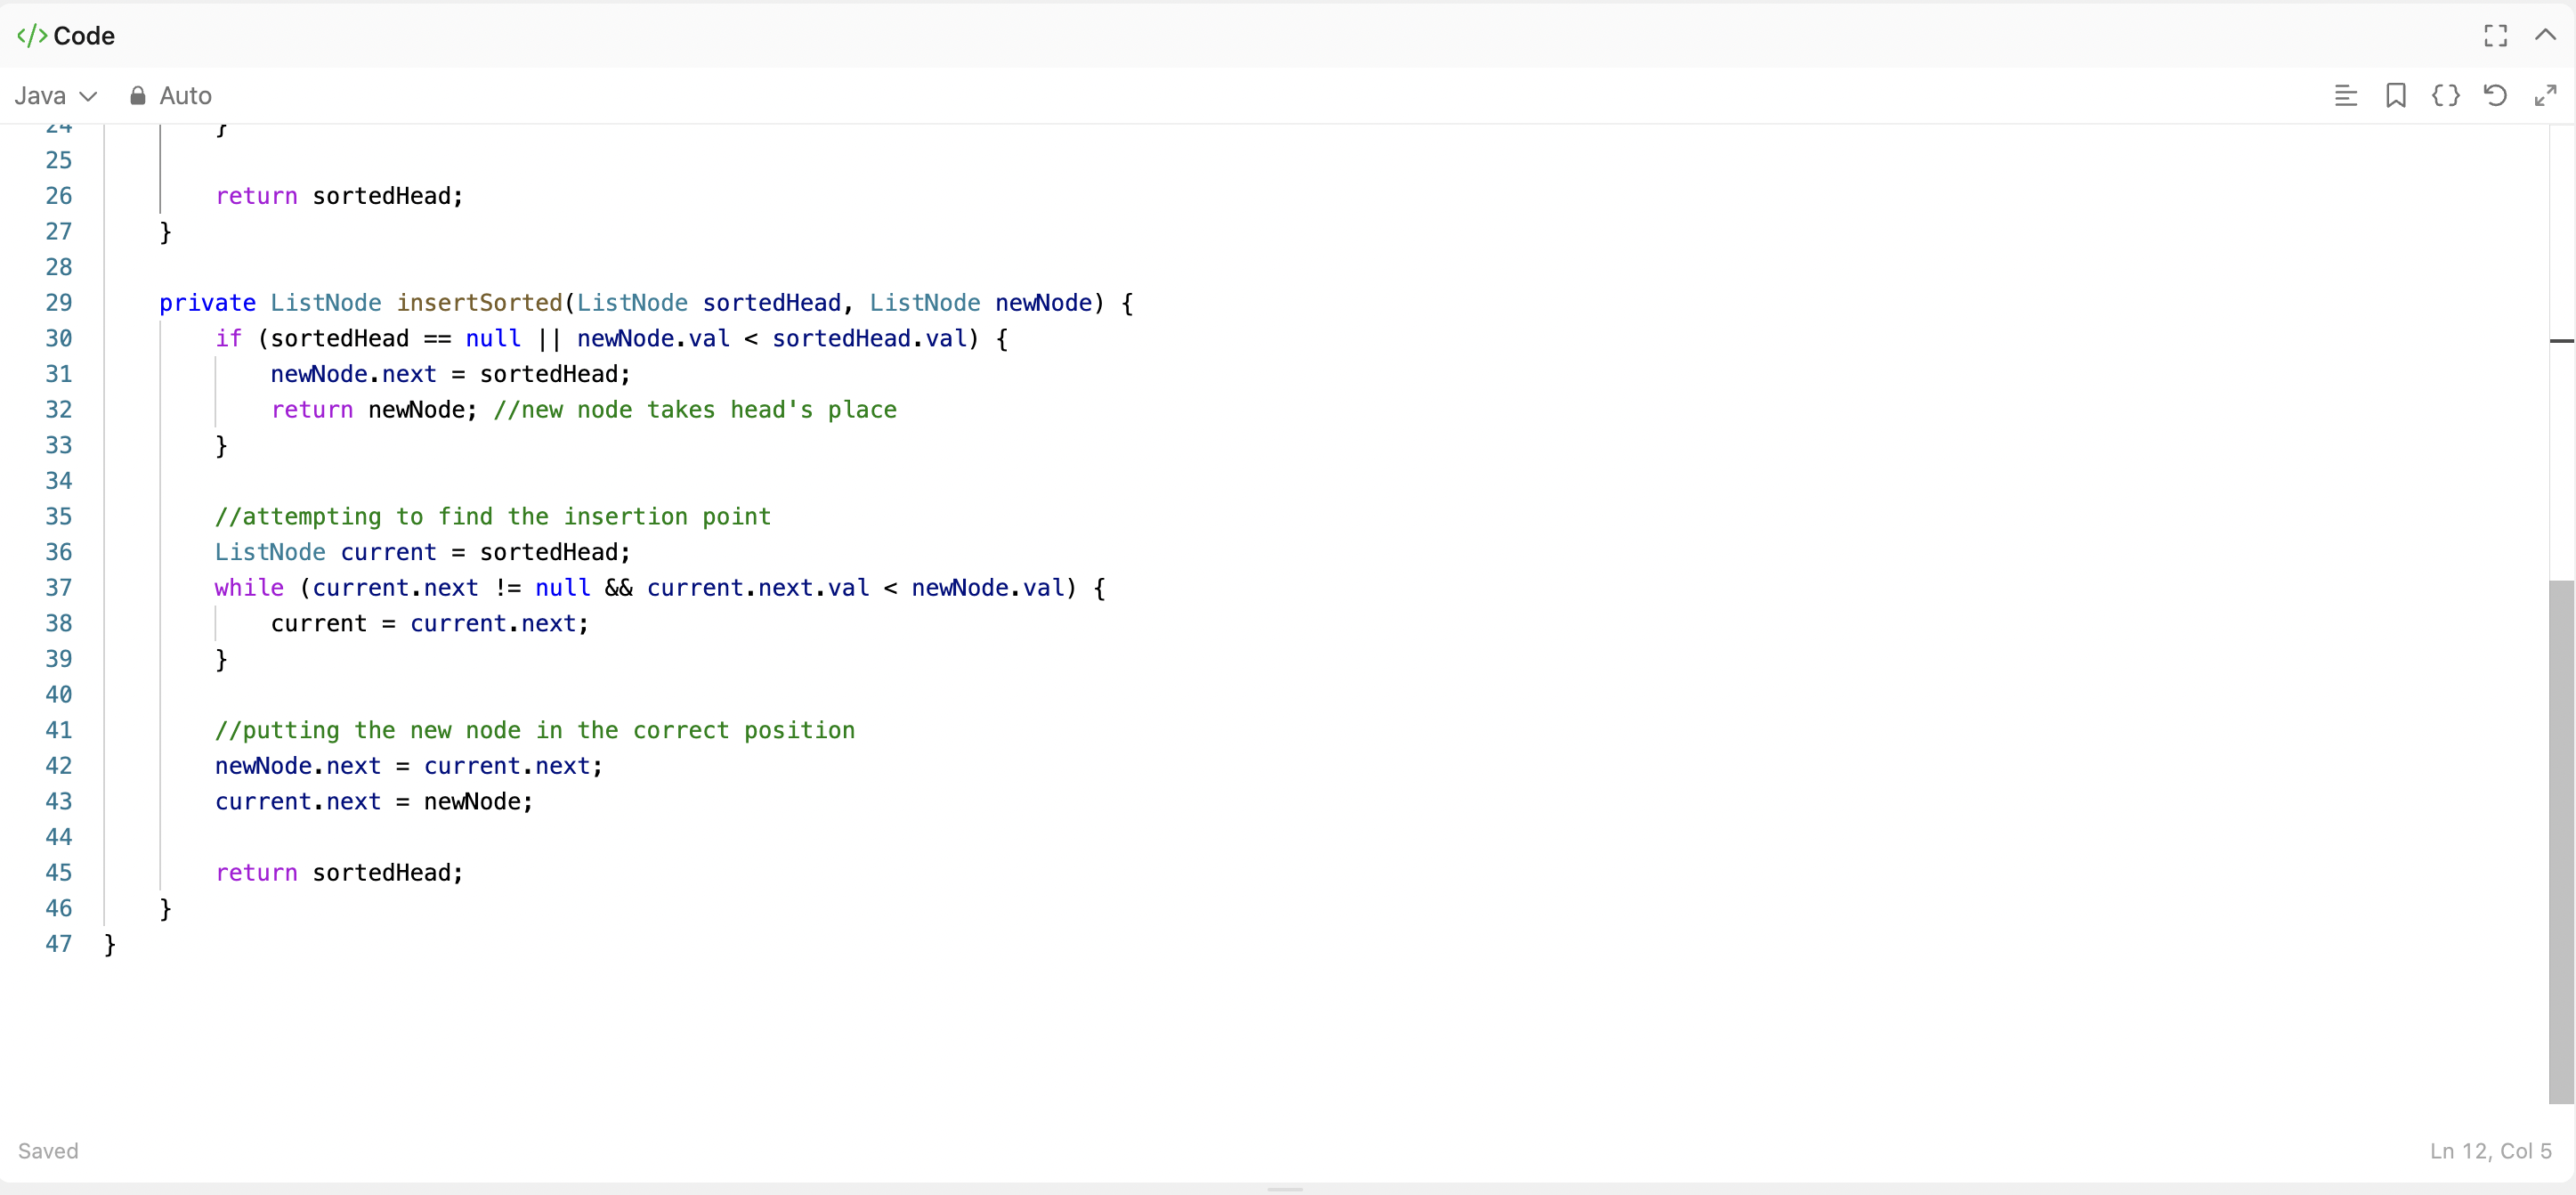 </> Code
Java Auto
24 }
25
26 return sortedHead;
27 }
28
29 private ListNode insertSorted(ListNode sortedHead, ListNode newNode) {
30 if (sortedHead == null || newNode.val < sortedHead.val) {
31 newNode.next = sortedHead;
32 return newNode; //new node takes head's place
33 }
34
35 //attempting to find the insertion point
36 ListNode current = sortedHead;
37 while (current.next != null && current.next.val < newNode.val) {
38 current = current.next;
39 }
40
41 //putting the new node in the correct position
42 newNode.next = current.next;
43 current.next = newNode;
44
45 return sortedHead;
46 }
47 }
Saved Ln 12, Col 5